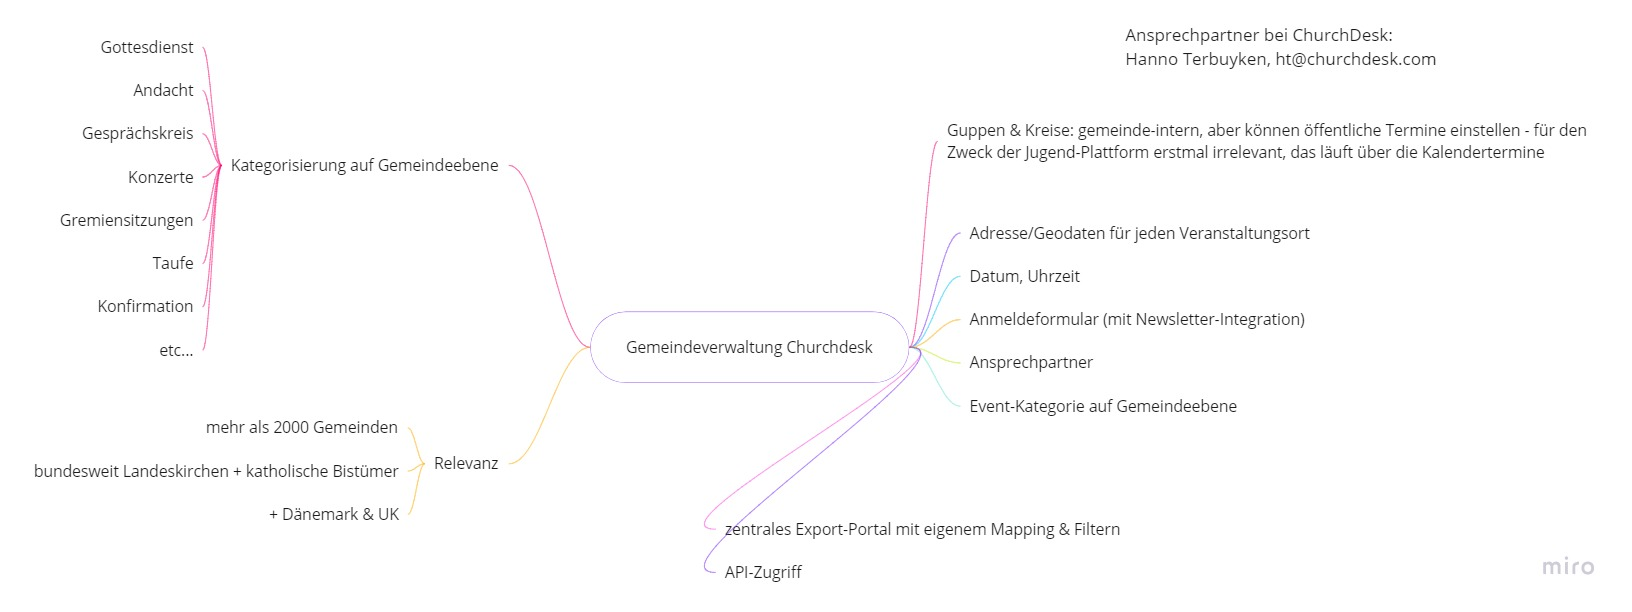 Ansprechpartner bei ChurchDesk:
Hanno Terbuyken, ht@churchdesk.com
Gottesdienst
Andacht
Gesprächskreis
Konzerte
Gremiensitzungen
Taufe
Konfirmation
etc...
Kategorisierung auf Gemeindeebene
mehr als 2000 Gemeinden
bundesweit Landeskirchen + katholische Bistümer
+ Dänemark & UK
Relevanz
Gemeindeverwaltung Churchdesk
Guppen & Kreise: gemeinde-intern, aber können öffentliche Termine einstellen - für den
Zweck der Jugend-Plattform erstmal irrelevant, das läuft über die Kalendertermine
Adresse/Geodaten für jeden Veranstaltungsort
Datum, Uhrzeit
Anmeldeformular (mit Newsletter-Integration)
Ansprechpartner
Event-Kategorie auf Gemeindeebene
zentrales Export-Portal mit eigenem Mapping & Filtern
API-Zugriff
miro